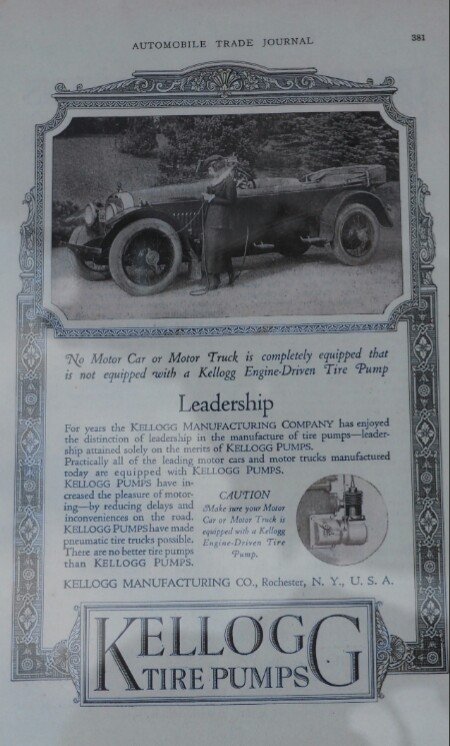 AUTOMOBILE TRADE JOURNAL
381
No Motor Car or Motor Truck is completely equipped that
is not equipped with a Kellogg Engine-Driven Tire Pump
Leadership
For years the KELLOGG MANUFACTURING COMPANY has enjoyed
the distinction of leadership in the manufacture of tire pumps—leader-
ship attained solely on the merits of KELLOGG PUMPS.
Practically all of the leading motor cars and motor trucks manufactured
today are equipped with KELLOGG PUMPS.
KELLOGG PUMPS have in-
creased the pleasure of motor-
ing—by reducing delays and
inconveniences on the road.
KELLOGG PUMPS have made
pneumatic tire trucks possible.
There are no better tire pumps
than KELLOGG PUMPS.
CAUTION
Make sure your Motor
Car or Motor Truck is
equipped with a Kellogg
Engine-Driven Tire
Pump.
KELLOGG MANUFACTURING CO., Rochester, N. Y., U. S. A.
KELLOGG
TIRE PUMPS